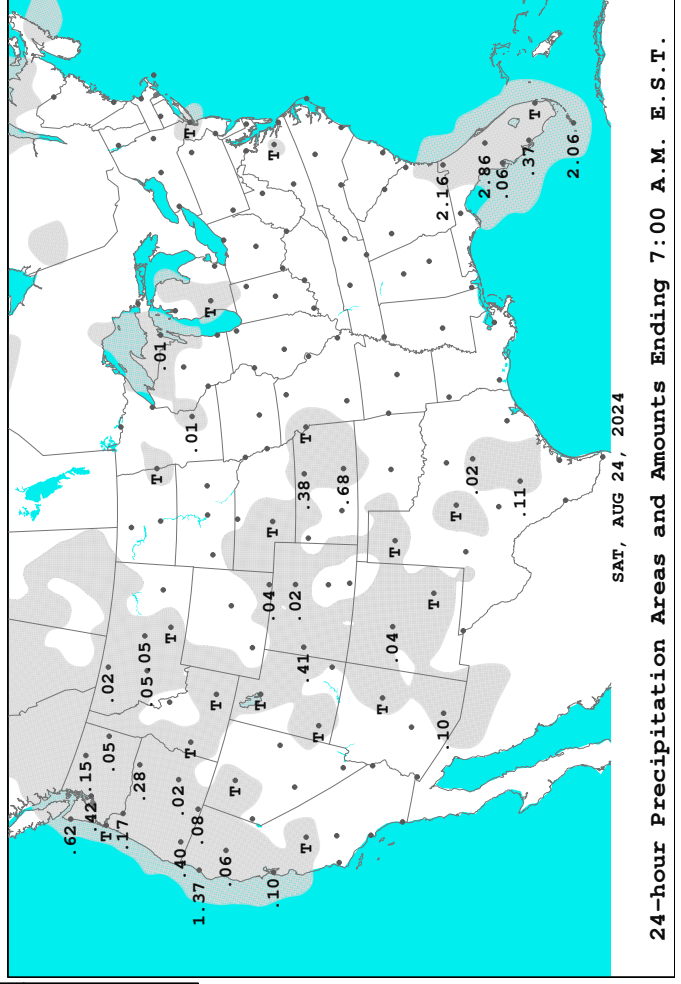 .62
.15
.42
T
.02
.05
.17
.28
.05
.05
T
.01
T
.02
.40
T
T
.01
.08
1.37
T
T
.06
T
T
.04
T
T
.10
.02
.41
.38
T
T
T
.68
T
.04
T
T
2.16
.10
T
.02
2.86
.06
.11
.37
T
2.06
SAT, AUG 24, 2024
24-hour Precipitation Areas and Amounts Ending 7:00 A.M. E.S.T.